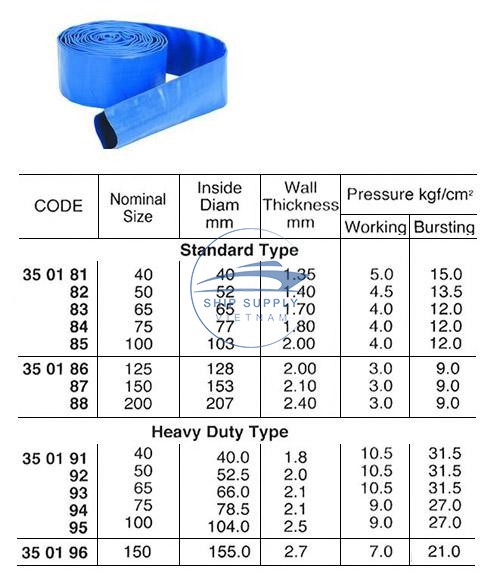 CODE Nominal Size Inside Diam mm Wall Thickness mm Pressure kgf/cm²
Working Bursting
Standard Type
35 01 81 40 40 1.35 5.0 15.0
82 50 52 1.40 4.5 13.5
83 65 65 1.70 4.0 12.0
84 75 77 1.80 4.0 12.0
85 100 103 2.00 4.0 12.0
SHIP SUPPLY
VIETNAM
35 01 86 125 128 2.00 3.0 9.0
87 150 153 2.10 3.0 9.0
88 200 207 2.40 3.0 9.0
Heavy Duty Type
35 01 91 40 40.0 1.8 10.5 31.5
92 50 52.5 2.0 10.5 31.5
93 65 66.0 2.1 10.5 31.5
94 75 78.5 2.1 9.0 27.0
95 100 104.0 2.5 9.0 27.0
35 01 96 150 155.0 2.7 7.0 21.0